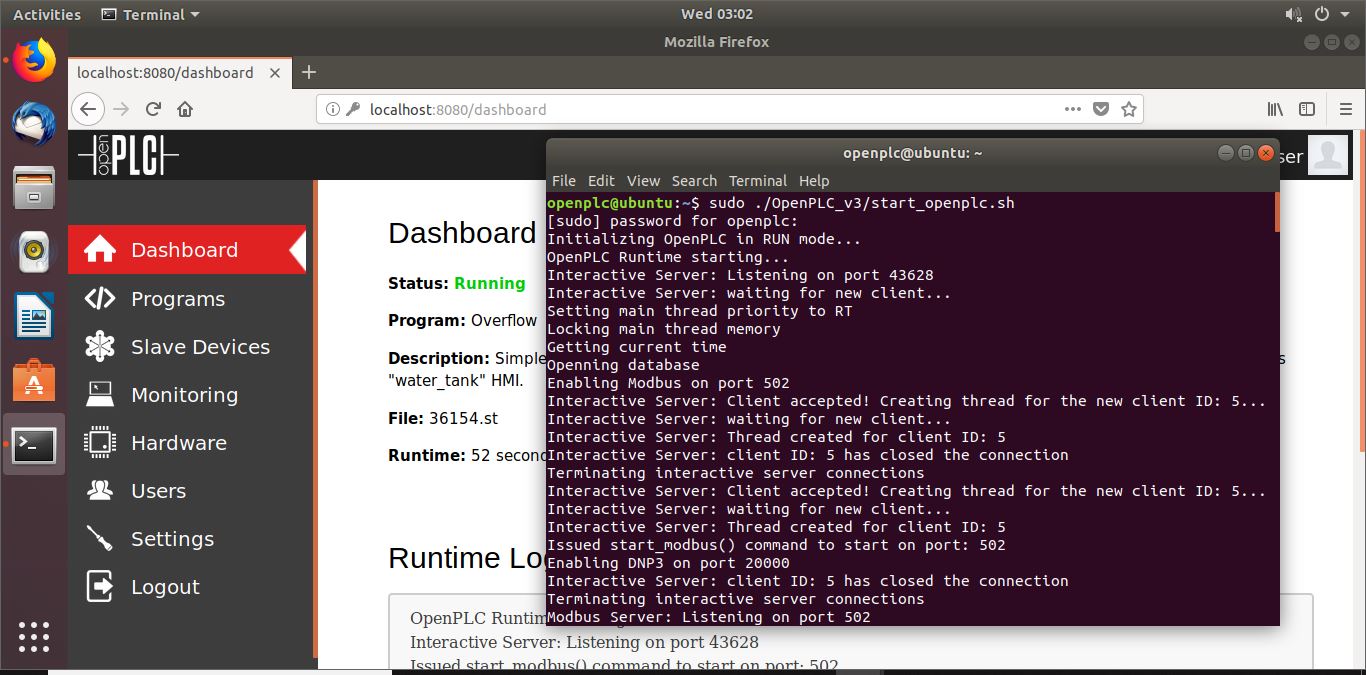 Activities
Terminal
Wed 03:02
Mozilla Firefox
localhost:8080/dashboard
localhost:8080/dashboard
open PLC
ser
Dashboard
Programs
Slave Devices
Monitoring
Hardware
Users
Settings
Logout
Dashboard
Status: Running
Program: Overflow
Description: Simple
s
"water_tank" HMI.
File: 36154.st
Runtime: 52 second
Runtime Lo
OpenPLC Runtim
Interactive Server: Listening on port 43628
Issued start_modbus() command to start on port: 502
openplc@ubuntu: ~
File Edit View Search Terminal Help
openplc@ubuntu:~$ sudo ./OpenPLC_v3/start_openplc.sh
[sudo] password for openplc:
Initializing OpenPLC in RUN mode...
OpenPLC Runtime starting...
Interactive Server: Listening on port 43628
Interactive Server: waiting for new client...
Setting main thread priority to RT
Locking main thread memory
Getting current time
Openning database
Enabling Modbus on port 502
Interactive Server: Client accepted! Creating thread for the new client ID: 5...
Interactive Server: waiting for new client...
Interactive Server: Thread created for client ID: 5
Interactive Server: client ID: 5 has closed the connection
Terminating interactive server connections
Interactive Server: Client accepted! Creating thread for the new client ID: 5...
Interactive Server: waiting for new client...
Interactive Server: Thread created for client ID: 5
Issued start_modbus() command to start on port: 502
Enabling DNP3 on port 20000
Interactive Server: client ID: 5 has closed the connection
Terminating interactive server connections
Modbus Server: Listening on port 502